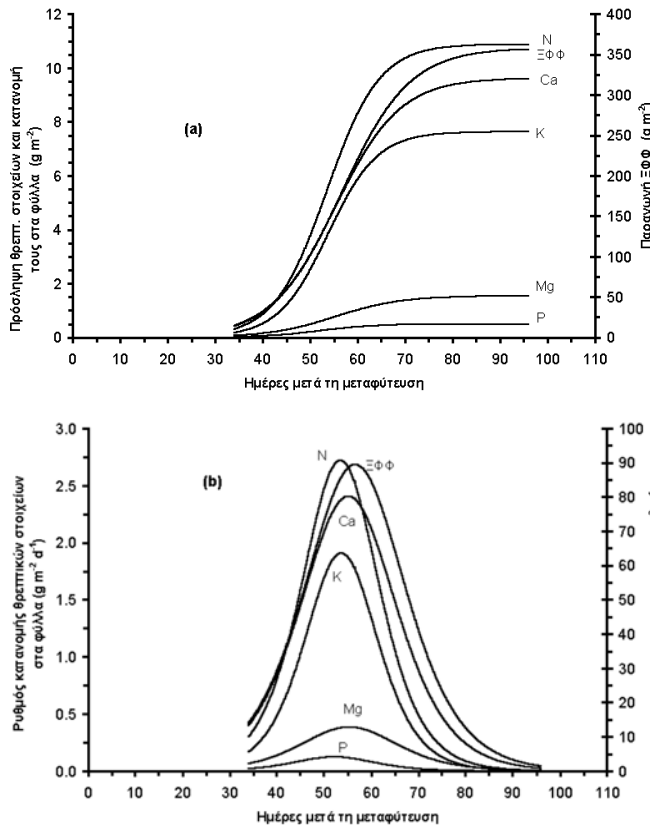 12
10
8
6
4
2
0
400
350
300
250
200
150
100
50
0
Πρόσληψη θρεπτ. στοιχείων και κατανομή
τους στα φύλλα (g m-2)
Παραγωγή ΞΦΦ (g m-2)
(a)
N
ΞΦΦ
Ca
K
Mg
P
0 10 20 30 40 50 60 70 80 90 100 110
Ημέρες μετά τη μεταφύτευση
3.0
2.5
2.0
1.5
1.0
0.5
0.0
100
90
80
70
60
50
40
30
20
10
0
Ρυθμός κατανομής θρεπτικών στοιχείων
στα φύλλα (g m-2 d-1)
(b)
N
ΞΦΦ
Ca
K
Mg
P
0 10 20 30 40 50 60 70 80 90 100 110
Ημέρες μετά τη μεταφύτευση